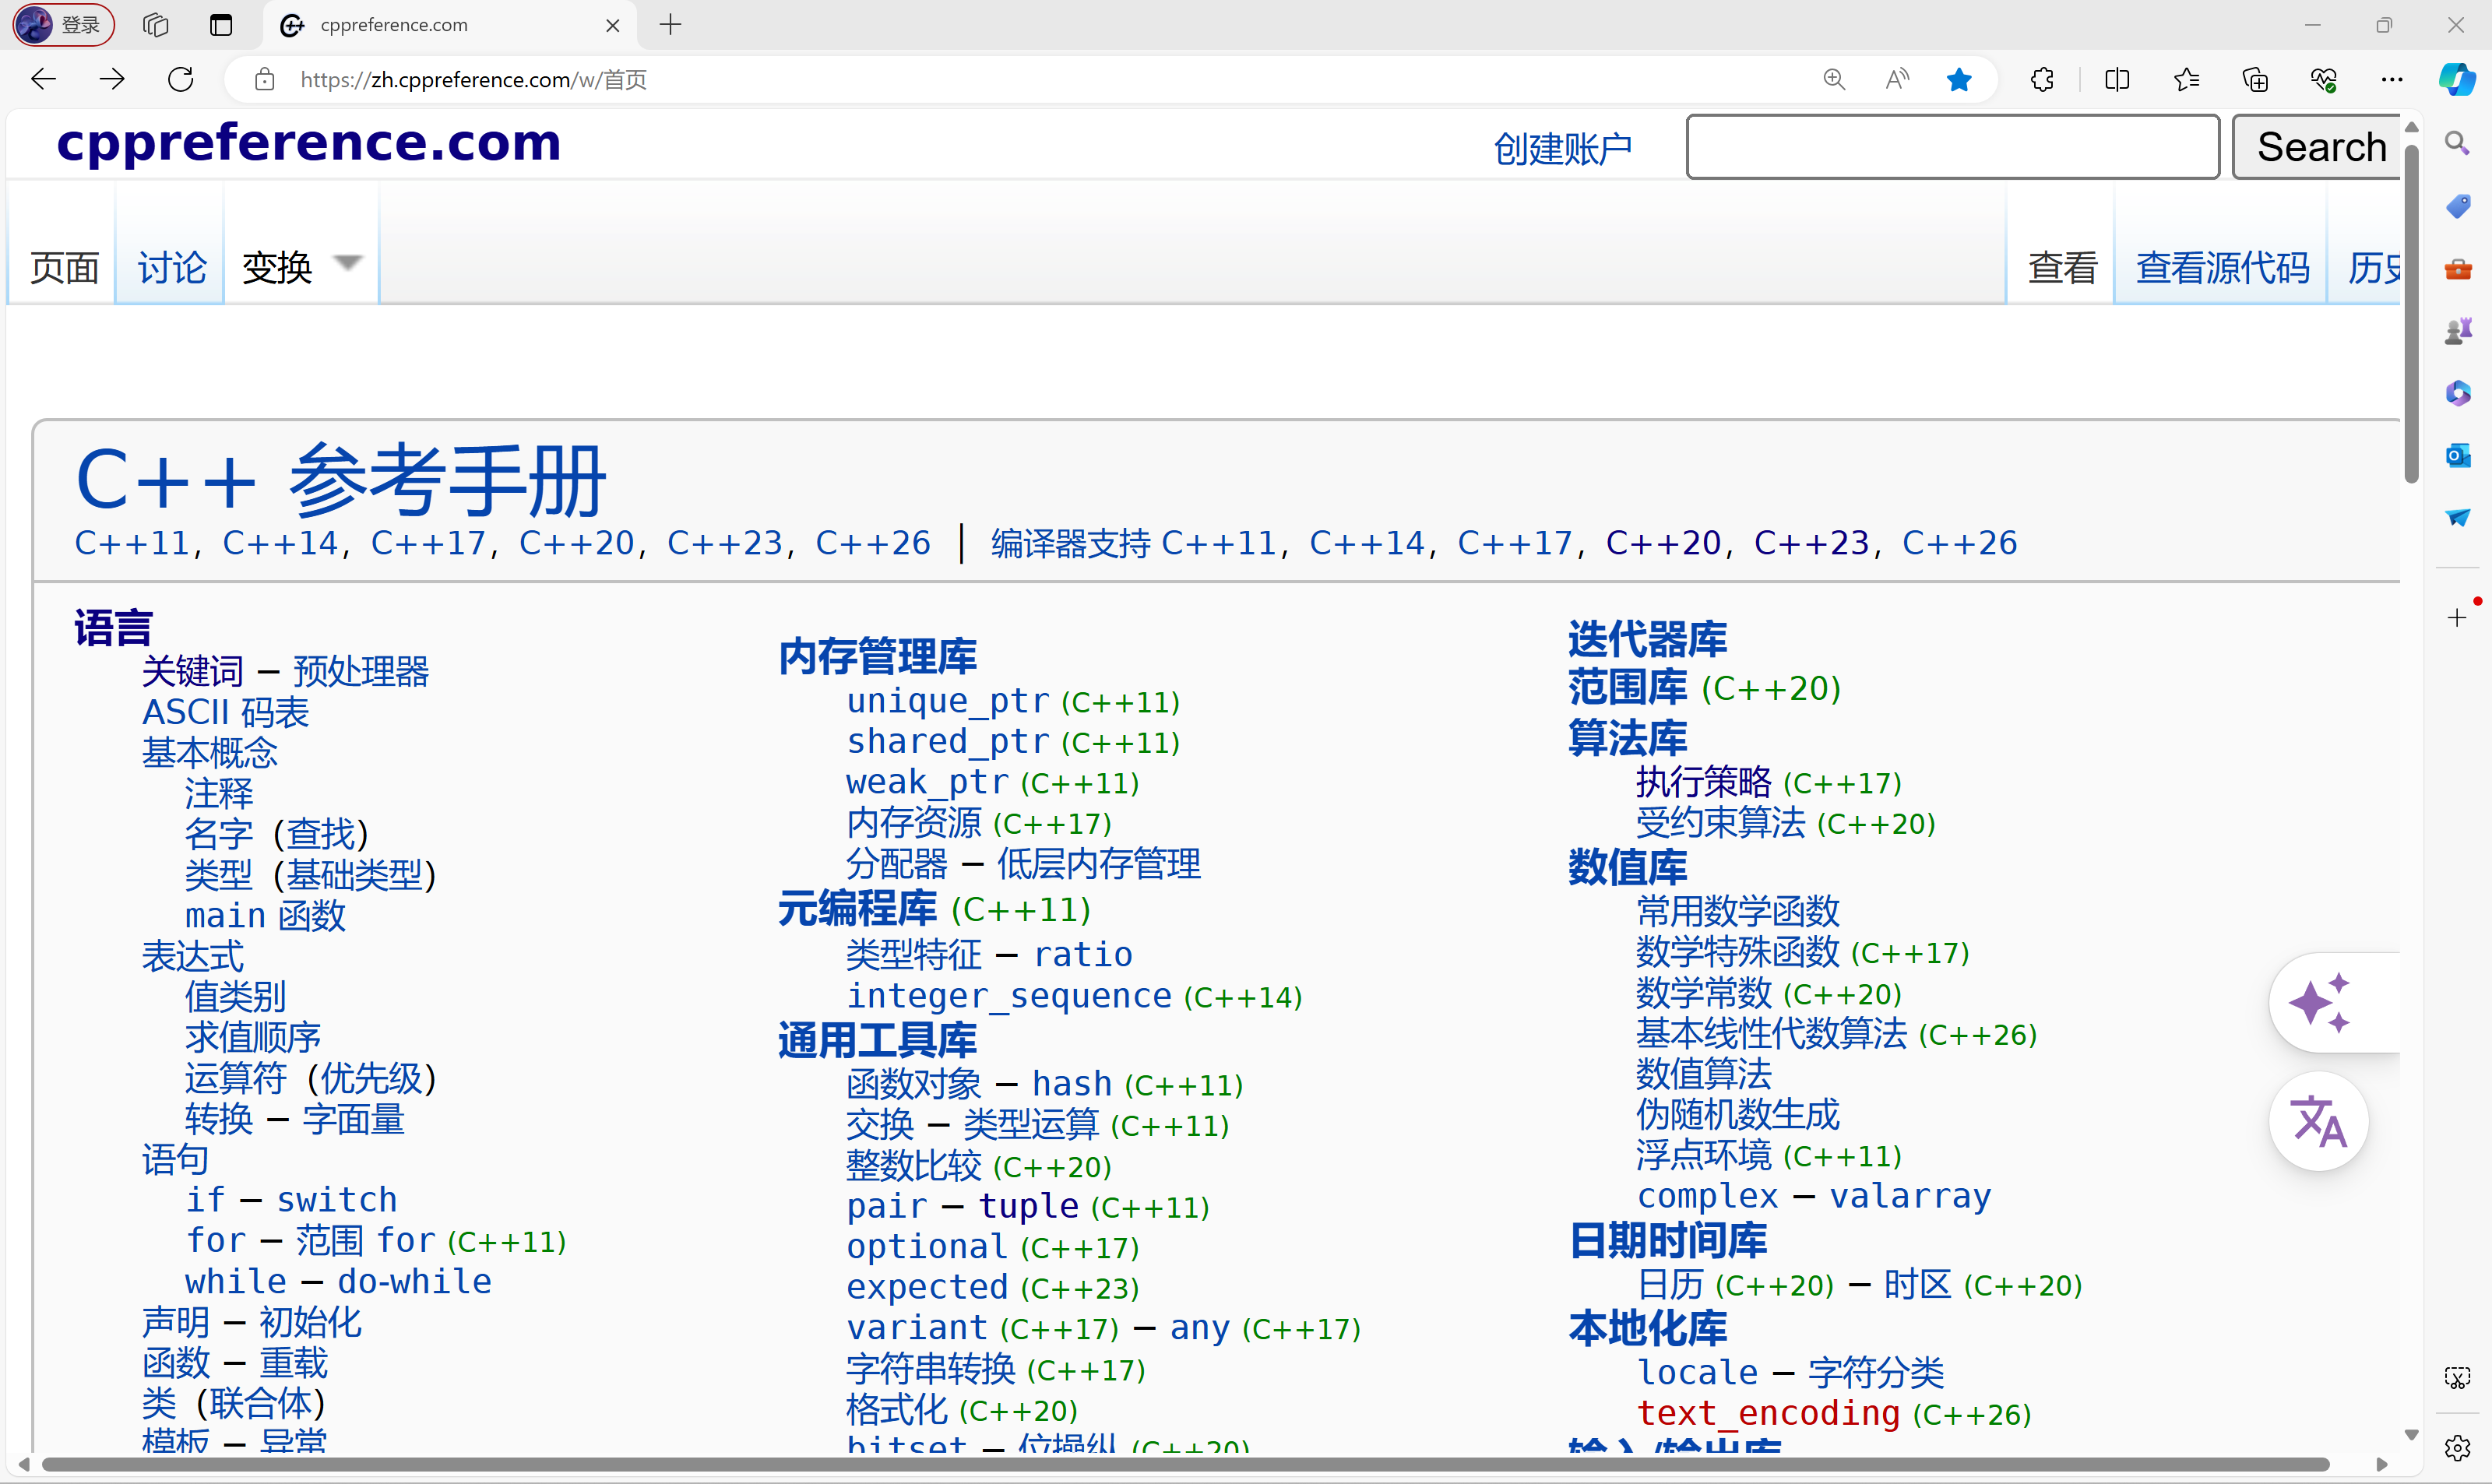 登录
cppreference.com
https://zh.cppreference.com/w/首页
cppreference.com
创建账户
Search
页面 讨论 变换
查看 查看源代码 历史
C++ 参考手册
C++11, C++14, C++17, C++20, C++23, C++26 │ 编译器支持 C++11, C++14, C++17, C++20, C++23, C++26
语言
关键词 − 预处理器
ASCII 码表
基本概念
注释
名字（查找）
类型（基础类型）
main 函数
表达式
值类别
求值顺序
运算符（优先级）
转换 − 字面量
语句
if − switch
for − 范围 for (C++11)
while − do-while
声明 − 初始化
函数 − 重载
类（联合体）
模板 − 异常
内存管理库
unique_ptr (C++11)
shared_ptr (C++11)
weak_ptr (C++11)
内存资源 (C++17)
分配器 − 低层内存管理
元编程库 (C++11)
类型特征 − ratio
integer_sequence (C++14)
通用工具库
函数对象 − hash (C++11)
交换 − 类型运算 (C++11)
整数比较 (C++20)
pair − tuple (C++11)
optional (C++17)
expected (C++23)
variant (C++17) − any (C++17)
字符串转换 (C++17)
格式化 (C++20)
bitset − 位操纵 (C++20)
迭代器库
范围库 (C++20)
算法库
执行策略 (C++17)
受约束算法 (C++20)
数值库
常用数学函数
数学特殊函数 (C++17)
数学常数 (C++20)
基本线性代数算法 (C++26)
数值算法
伪随机数生成
浮点环境 (C++11)
complex − valarray
日期时间库
日历 (C++20) − 时区 (C++20)
本地化库
locale − 字符分类
text_encoding (C++26)
输入/输出库